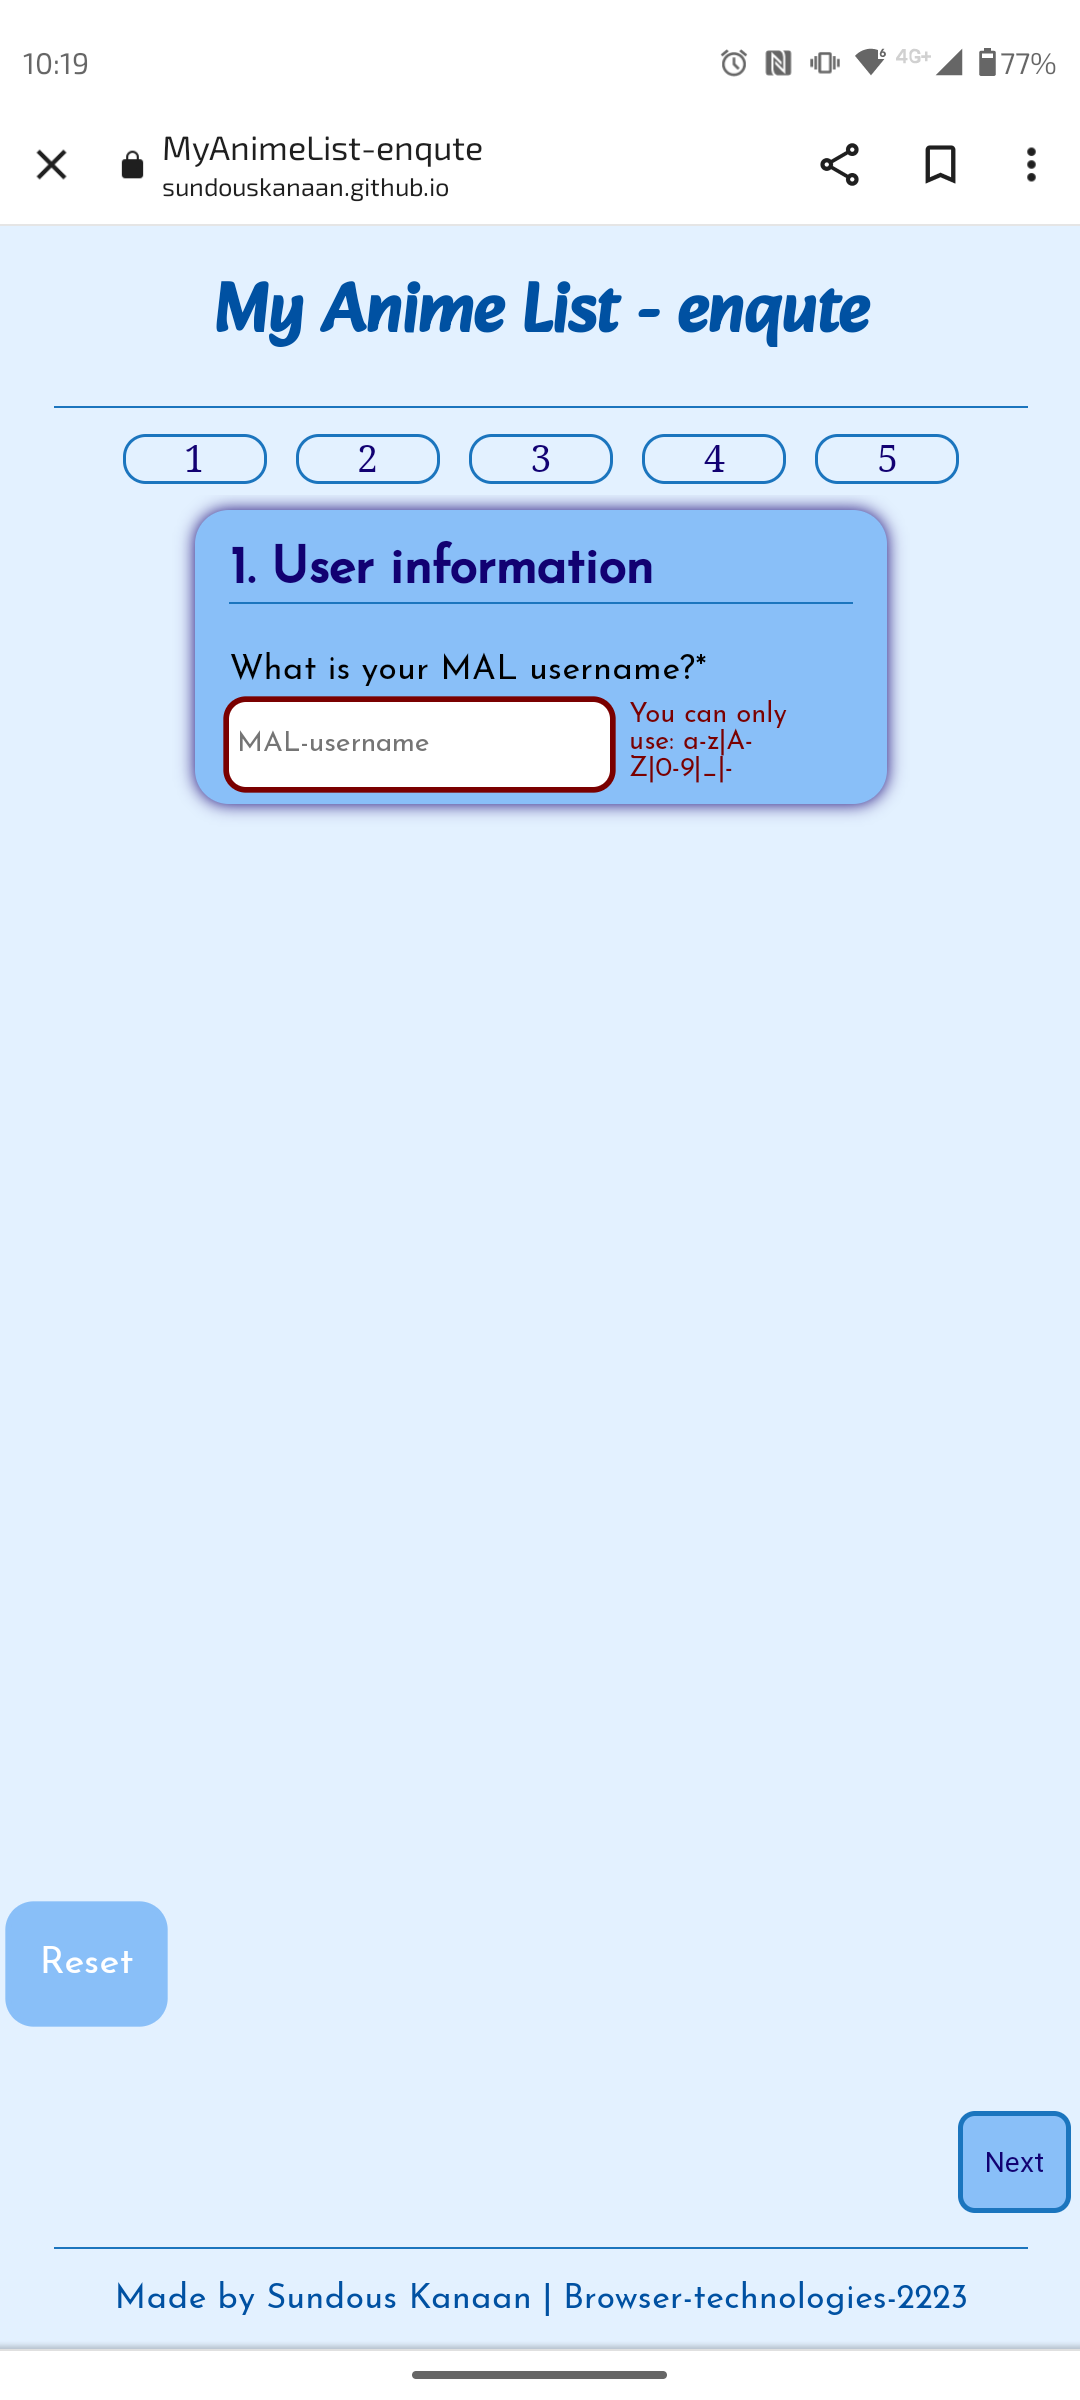 10:19
4G+ 77%
MyAnimeList-enqute
sundouskanaan.github.io
My Anime List - enqute
1 2 3 4 5
1. User information
What is your MAL username?*
MAL-username
You can only
use: a-z|A-
Z|0-9|_|-
Reset
Next
Made by Sundous Kanaan | Browser-technologies-2223